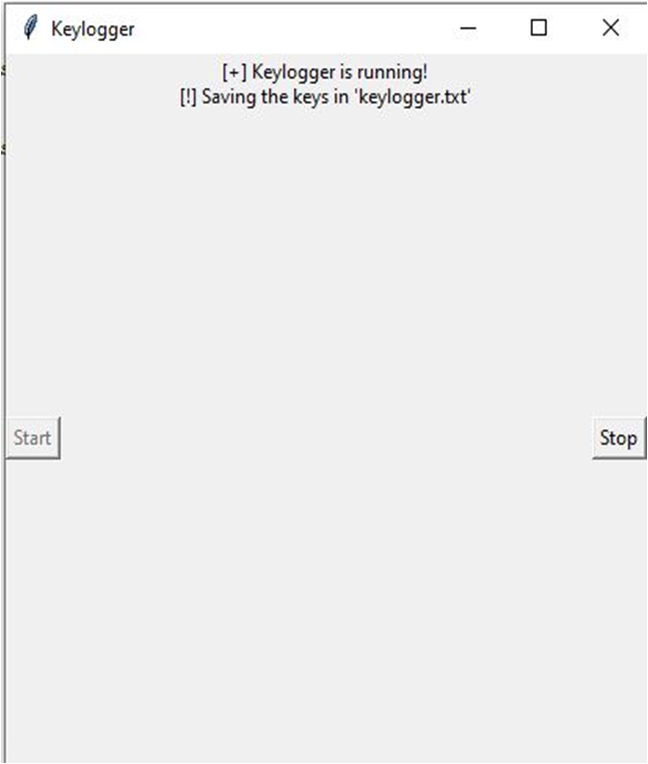 Keylogger
[+] Keylogger is running!
[!] Saving the keys in 'keylogger.txt'
Start
Stop